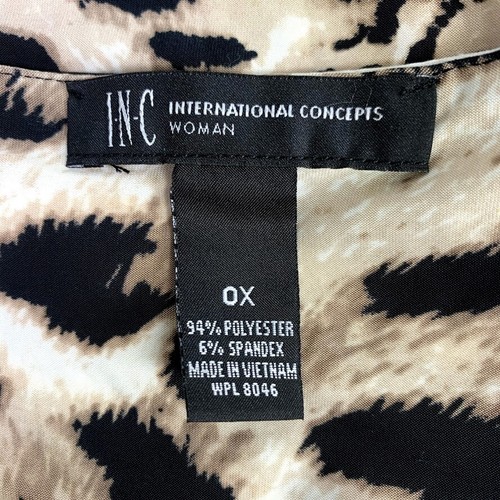 I·N·C INTERNATIONAL CONCEPTS
WOMAN
0X
94% POLYESTER
6% SPANDEX
MADE IN VIETNAM
WPL 8046